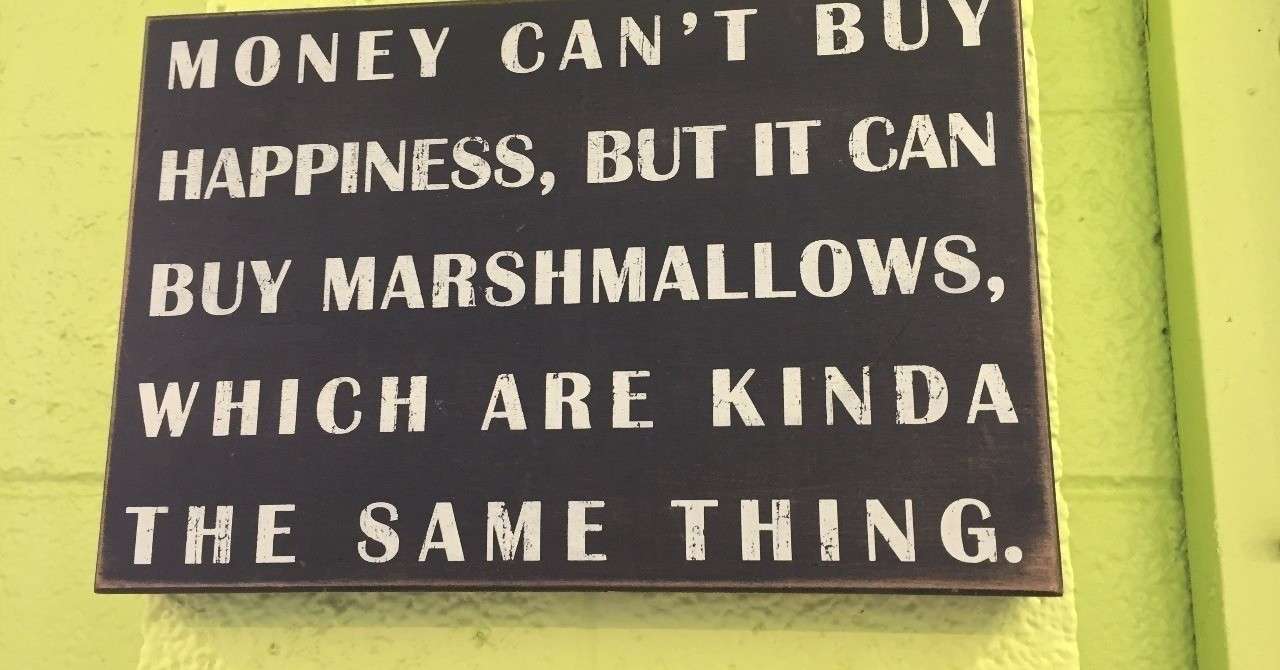 MONEY CAN'T BUY
HAPPINESS, BUT IT CAN
BUY MARSHMALLOWS,
WHICH ARE KINDA
THE SAME THING.